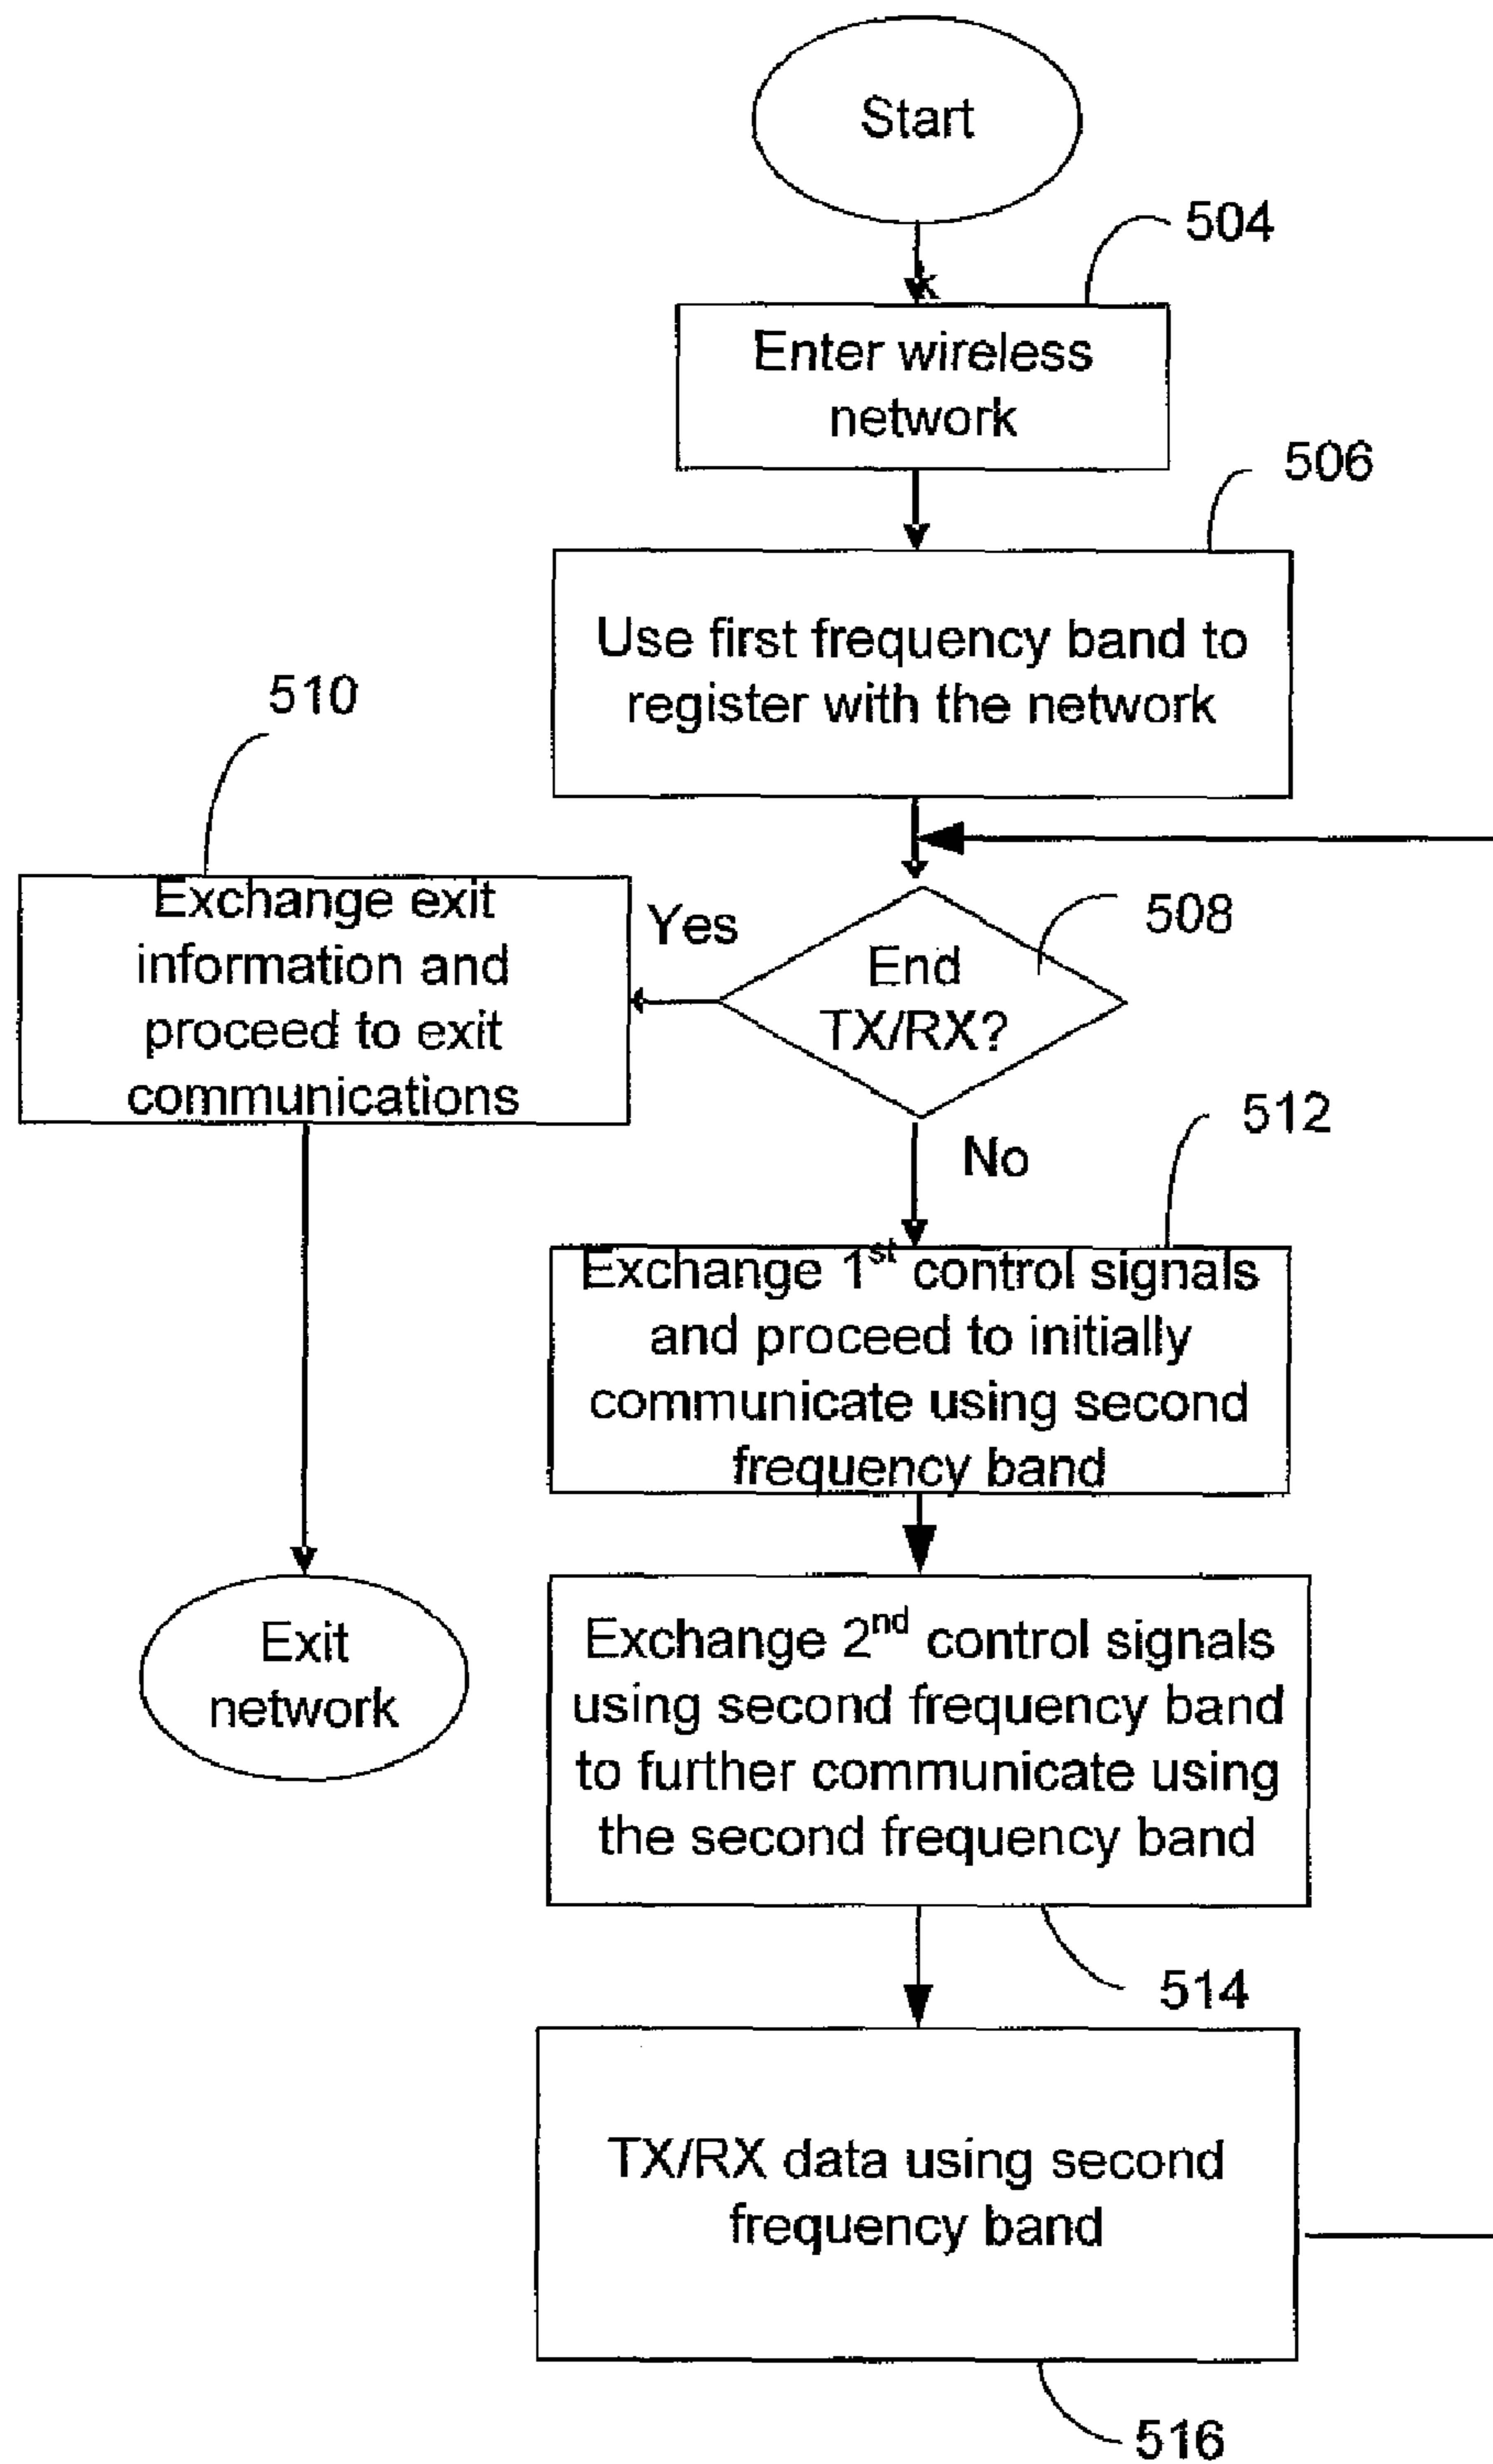 Start
504
Enter wireless
network
506
Use first frequency band to
register with the network
510
Exchange exit
information and
proceed to exit
communications
Yes
508
End
TX/RX?
No
512
Exchange 1st control signals
and proceed to initially
communicate using second
frequency band
Exit
network
Exchange 2nd control signals
using second frequency band
to further communicate using
the second frequency band
514
TX/RX data using second
frequency band
516